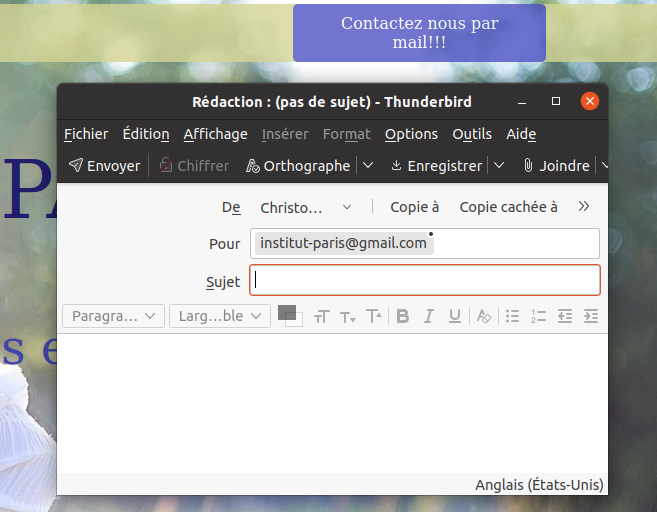 Contactez nous par
mail!!!
Rédaction : (pas de sujet) - Thunderbird
Fichier Édition Affichage Insérer Format Options Outils Aide
Envoyer Chiffrer Orthographe Enregistrer Joindre
De Christo... Copie à Copie cachée à
Pour institut-paris@gmail.com
Sujet
Paragra... Larg...ble
Anglais (États-Unis)